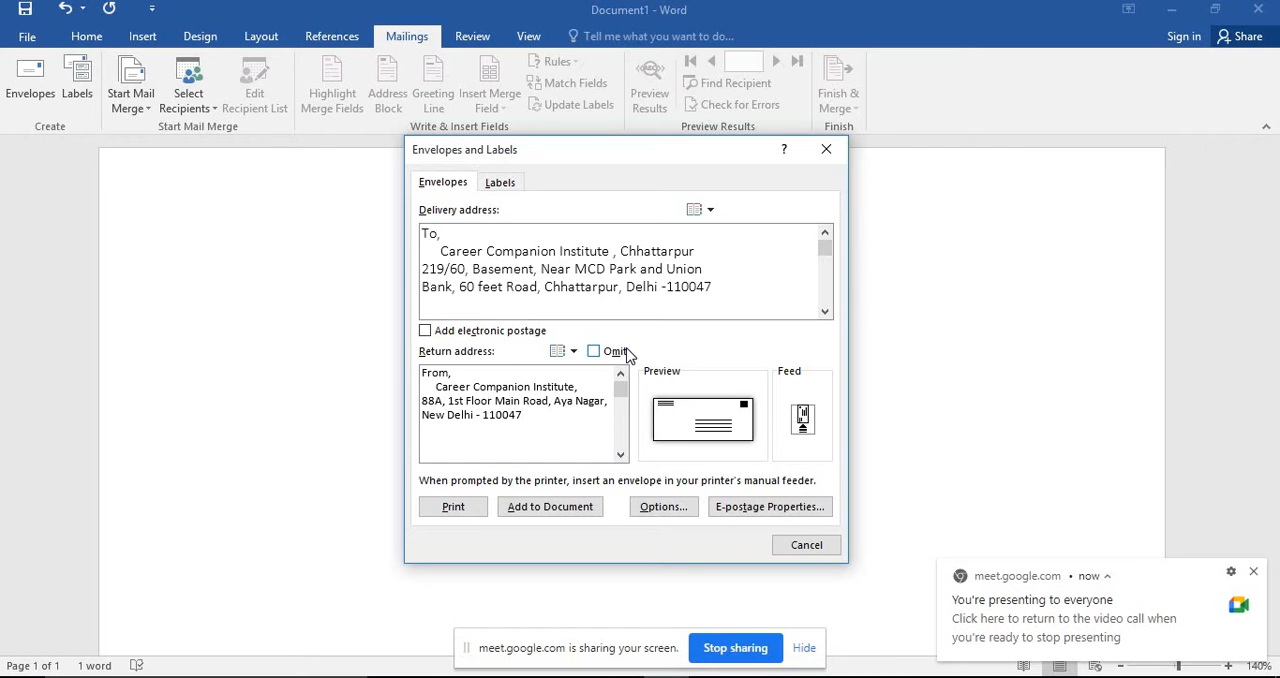 Document1 - Word
File Home Insert Design Layout References Mailings Review View Tell me what you want to do... Sign in Share
Envelopes Labels Start Mail Merge Select Recipients Edit Recipient List Highlight Merge Fields Address Block Greeting Line Insert Merge Field Rules Match Fields Update Labels Preview Results Find Recipient Check for Errors Finish & Merge
Create Start Mail Merge Write & Insert Fields Preview Results Finish
Envelopes and Labels ?
Envelopes Labels
Delivery address:
To,
Career Companion Institute , Chhattarpur
219/60, Basement, Near MCD Park and Union
Bank, 60 feet Road, Chhattarpur, Delhi -110047
Add electronic postage
Return address: Omit
From,
Career Companion Institute,
88A, 1st Floor Main Road, Aya Nagar,
New Delhi - 110047
Preview Feed
When prompted by the printer, insert an envelope in your printer's manual feeder.
Print Add to Document Options... E-postage Properties...
Cancel
meet.google.com • now
You're presenting to everyone
Click here to return to the video call when
you're ready to stop presenting
meet.google.com is sharing your screen. Stop sharing Hide
Page 1 of 1 1 word 140%